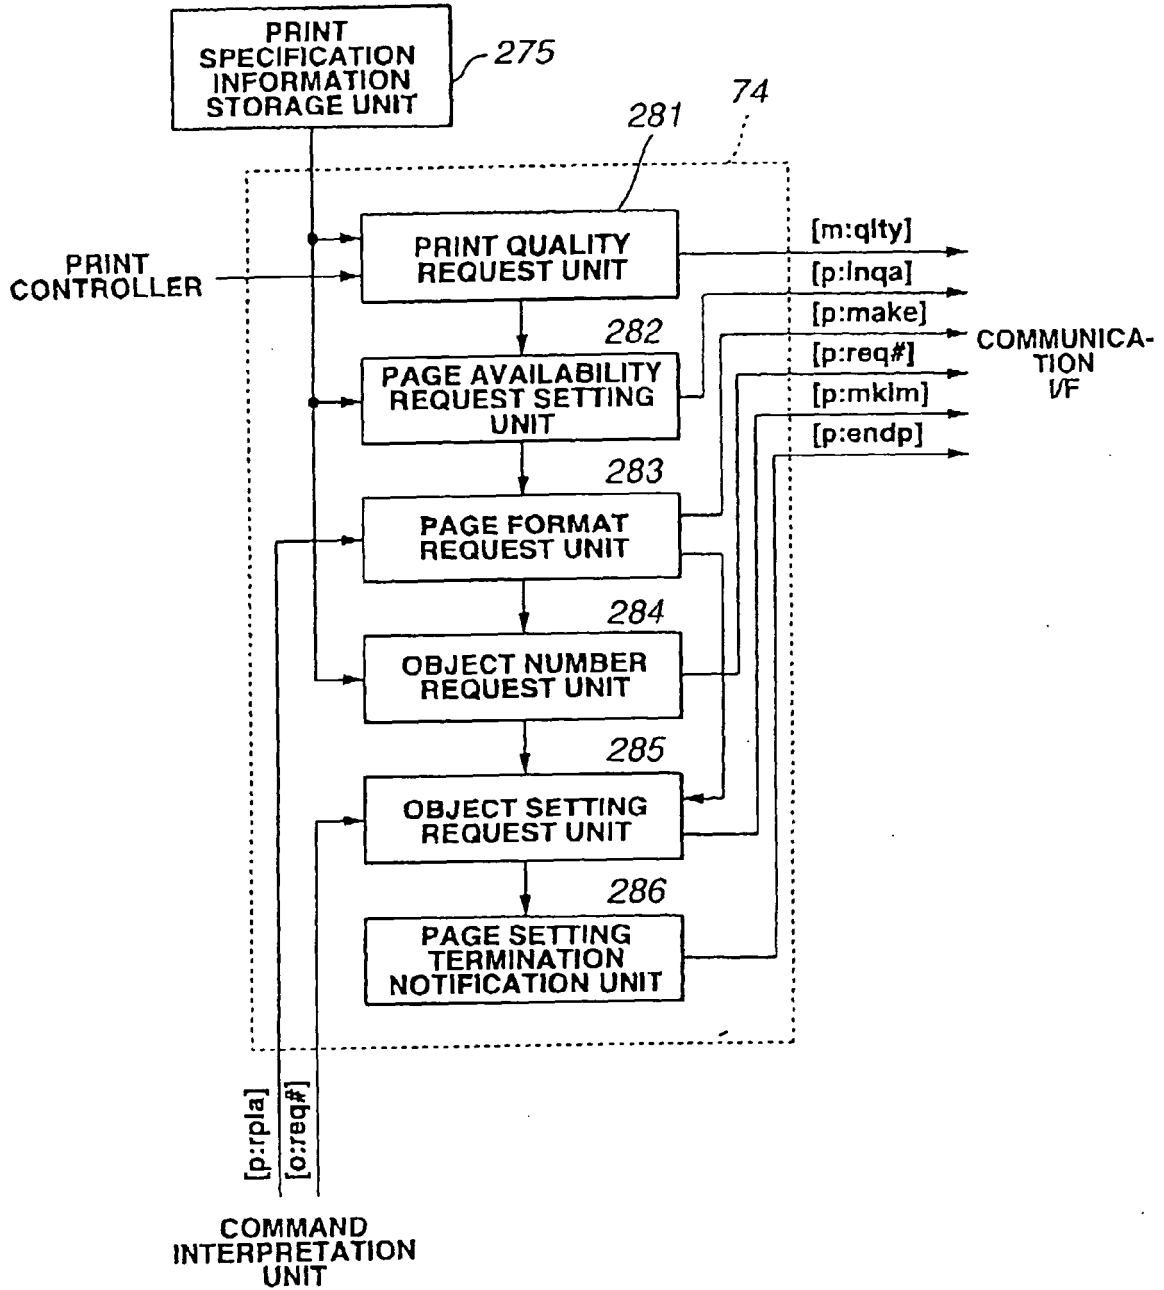 PRINT
SPECIFICATION
INFORMATION
STORAGE UNIT
275
74
281
PRINT QUALITY
REQUEST UNIT
[m:qlty]
PRINT
CONTROLLER
[p:Inqa]
[p:make]
282
COMMUNICA-
TION
I/F
[p:req#]
PAGE AVAILABILITY
REQUEST SETTING
UNIT
[p:mkim]
[p:endp]
283
PAGE FORMAT
REQUEST UNIT
284
OBJECT NUMBER
REQUEST UNIT
285
OBJECT SETTING
REQUEST UNIT
286
PAGE SETTING
TERMINATION
NOTIFICATION UNIT
[p:rpla]
[o:req#]
COMMAND
INTERPRETATION
UNIT